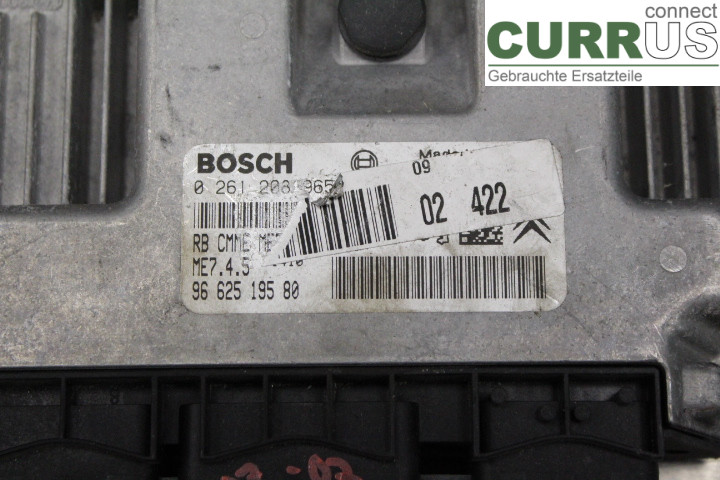 connect
CURRUS
Gebrauchte Ersatzteile
BOSCH
09
0 261
02 422
RB CMME
ME7.4.5
96 625 195 80